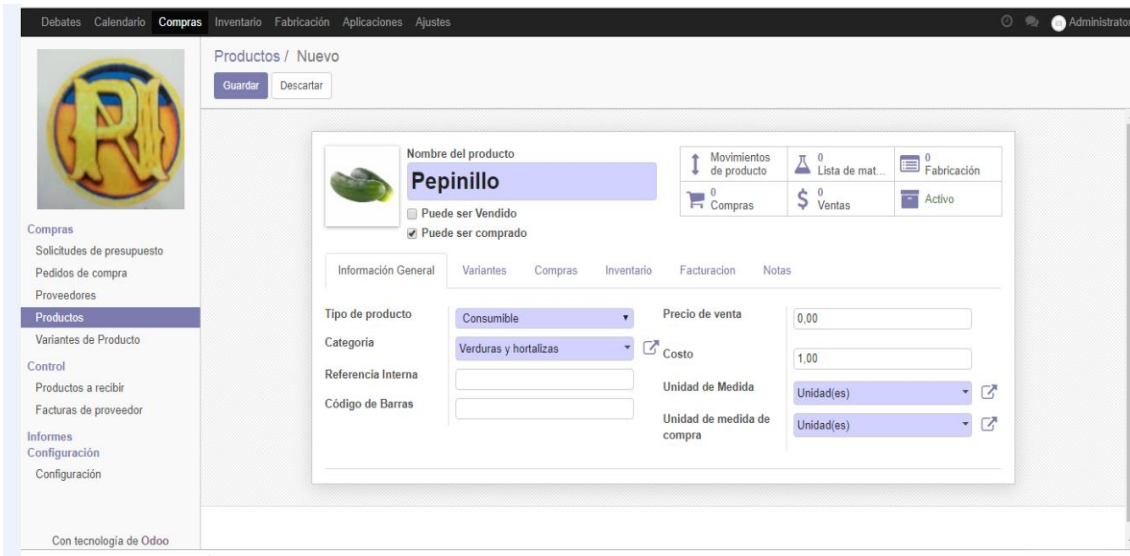 Debates Calendario Compras Inventario Fabricación Aplicaciones Ajustes Administrator
Productos / Nuevo
Guardar Descartar
RI
Compras
Solicitudes de presupuesto
Pedidos de compra
Proveedores
Productos
Variantes de Producto
Control
Productos a recibir
Facturas de proveedor
Informes
Configuración
Configuración
Con tecnología de Odoo
Nombre del producto
Pepinillo
Puede ser Vendido
Puede ser comprado
Movimientos de producto
0 Lista de mat...
0 Fabricación
0 Compras
0 Ventas
Activo
Información General Variantes Compras Inventario Facturacion Notas
Tipo de producto Consumible
Categoría Verduras y hortalizas
Referencia Interna
Código de Barras
Precio de venta 0,00
Costo 1,00
Unidad de Medida Unidad(es)
Unidad de medida de compra Unidad(es)